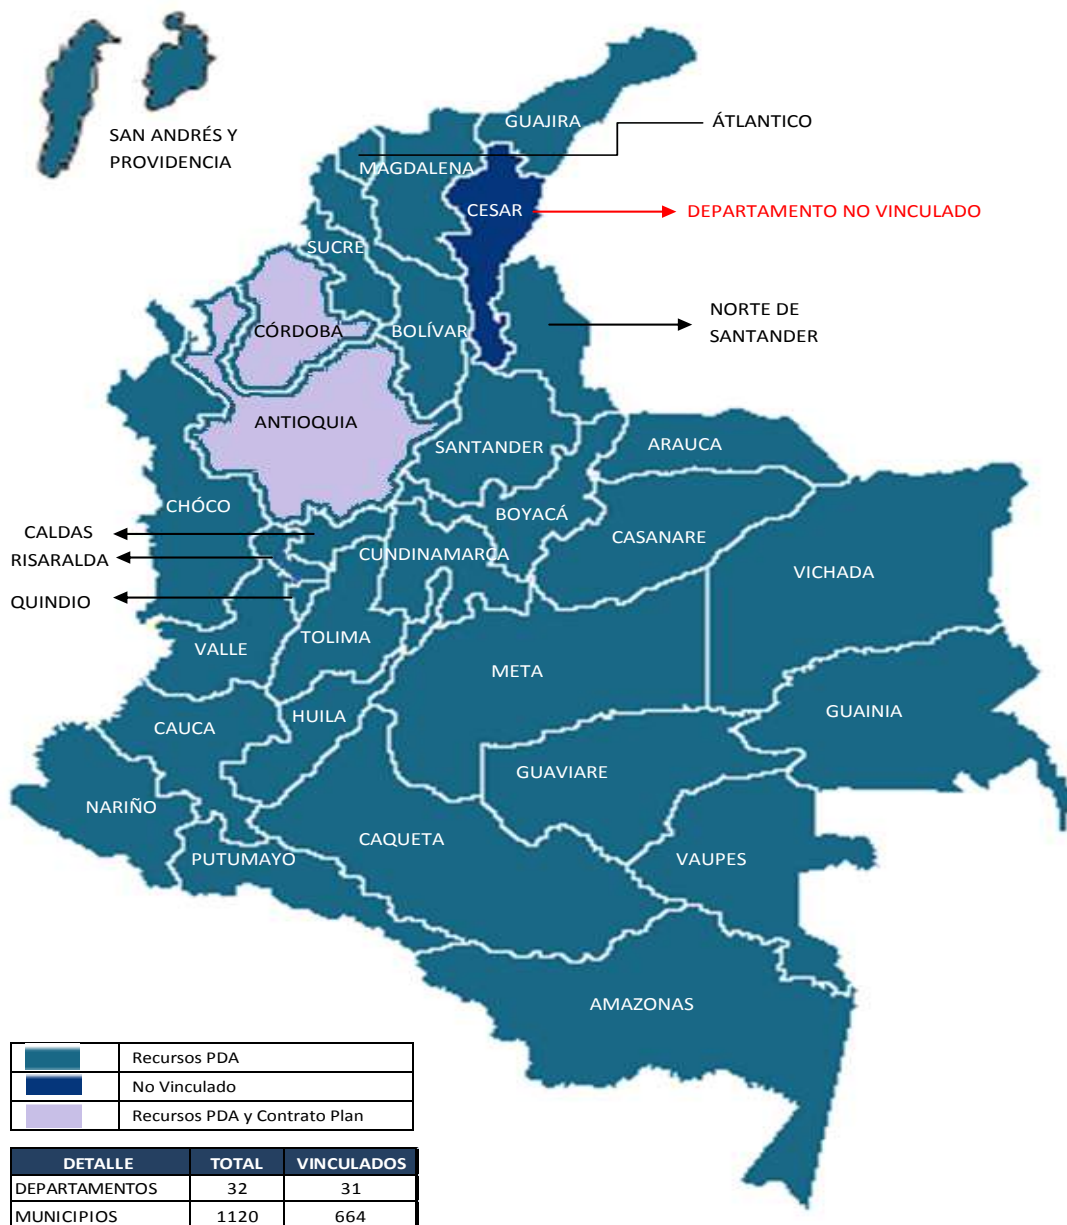 SAN ANDRÉS Y
PROVIDENCIA
GUAJIRA
ÁTLANTICO
MAGDALENA
CESAR
DEPARTAMENTO NO VINCULADO
SUCRE
NORTE DE
SANTANDER
CÓRDOBA
BOLÍVAR
ANTIOQUIA
SANTANDER
ARAUCA
CHÓCO
BOYACÁ
CALDAS
CASANARE
RISARALDA
CUNDINAMARCA
VICHADA
QUINDIO
TOLIMA
VALLE
META
GUAINIA
HUILA
CAUCA
GUAVIARE
NARIÑO
CAQUETA
PUTUMAYO
VAUPES
AMAZONAS
Recursos PDA
No Vinculado
Recursos PDA y Contrato Plan
DETALLE TOTAL VINCULADOS
DEPARTAMENTOS 32 31
MUNICIPIOS 1120 664